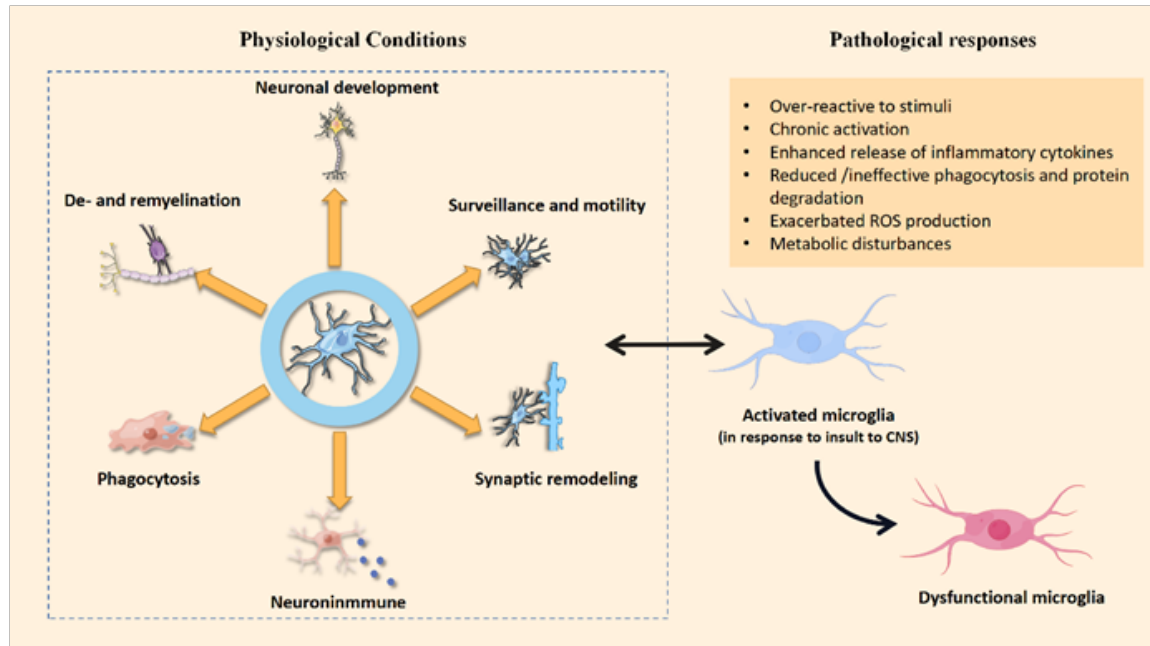 Physiological Conditions
Pathological responses
Neuronal development
De- and remyelination
Surveillance and motility
Phagocytosis
Synaptic remodeling
Neuroninmmune
• Over-reactive to stimuli
• Chronic activation
• Enhanced release of inflammatory cytokines
• Reduced /ineffective phagocytosis and protein
degradation
• Exacerbated ROS production
• Metabolic disturbances
Activated microglia
(in response to insult to CNS)
Dysfunctional microglia